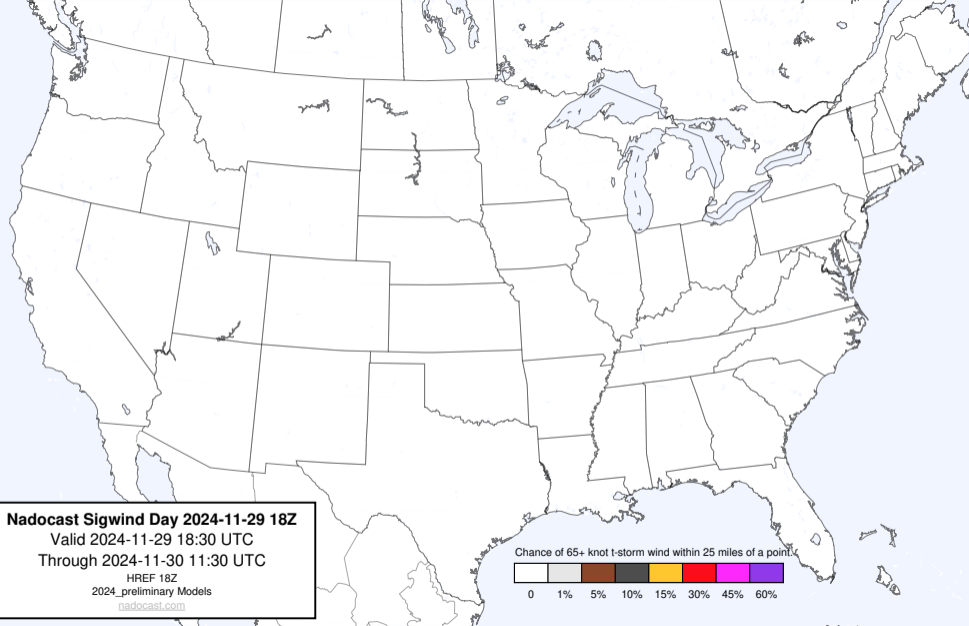 Nadocast Sigwind Day 2024-11-29 18Z
Valid 2024-11-29 18:30 UTC
Through 2024-11-30 11:30 UTC
HREF 18Z
2024_preliminary Models
nadocast.com
Chance of 65+ knot t-storm wind within 25 miles of a point.
0 1% 5% 10% 15% 30% 45% 60%